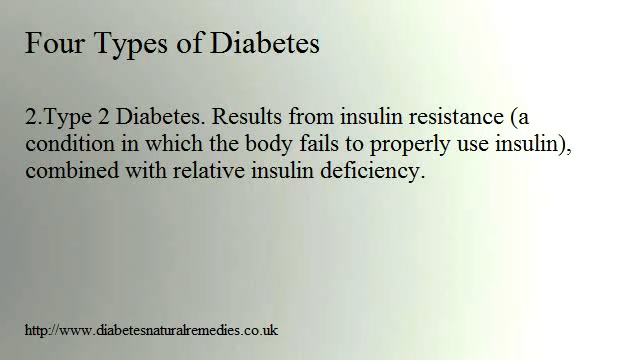 Four Types of Diabetes
2.Type 2 Diabetes. Results from insulin resistance (a
condition in which the body fails to properly use insulin),
combined with relative insulin deficiency.
http://www.diabetesnaturalremedies.co.uk